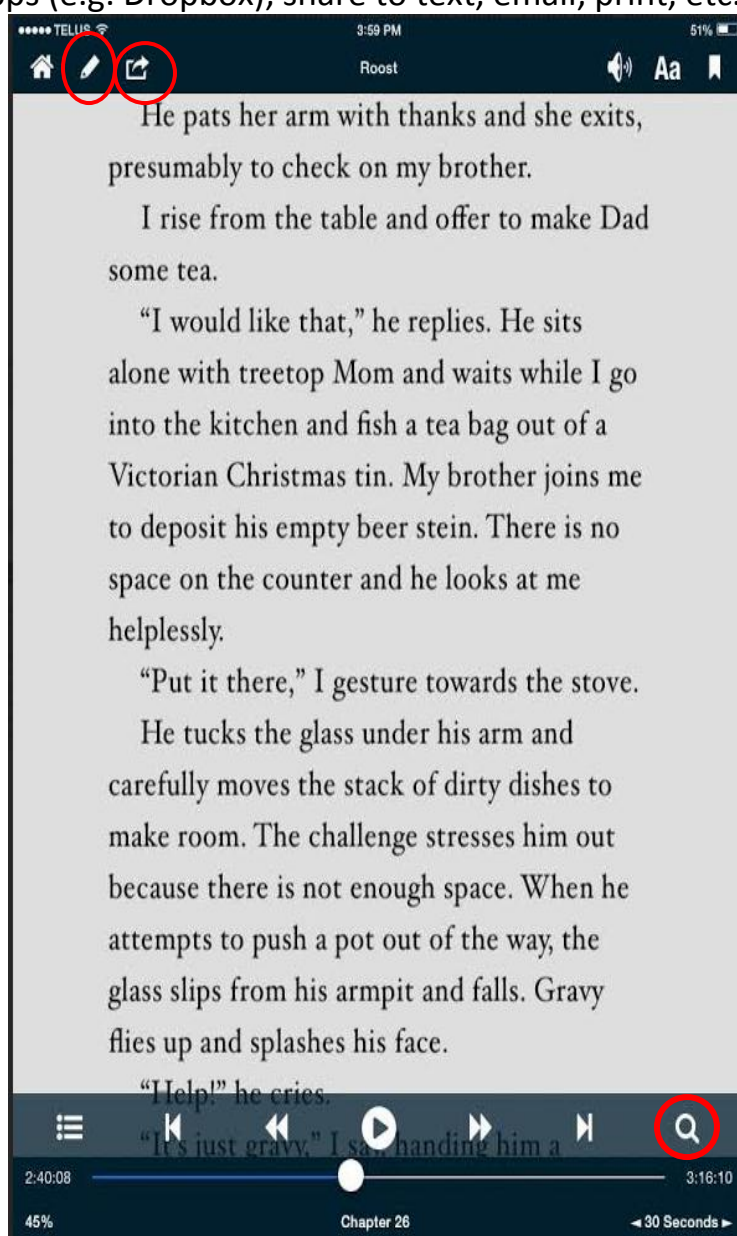 ops (e.g. Dropbox), share to text, email, print, etc.
TELUS 3:59 PM 51%
Roost Aa
He pats her arm with thanks and she exits,
presumably to check on my brother.
I rise from the table and offer to make Dad
some tea.
“I would like that,” he replies. He sits
alone with treetop Mom and waits while I go
into the kitchen and fish a tea bag out of a
Victorian Christmas tin. My brother joins me
to deposit his empty beer stein. There is no
space on the counter and he looks at me
helplessly.
“Put it there,” I gesture towards the stove.
He tucks the glass under his arm and
carefully moves the stack of dirty dishes to
make room. The challenge stresses him out
because there is not enough space. When he
attempts to push a pot out of the way, the
glass slips from his armpit and falls. Gravy
flies up and splashes his face.
“Help!” he cries.
“It’s just gravy,” I say, handing him a
2:40:08 3:16:10
45% Chapter 26 ◄ 30 Seconds ►